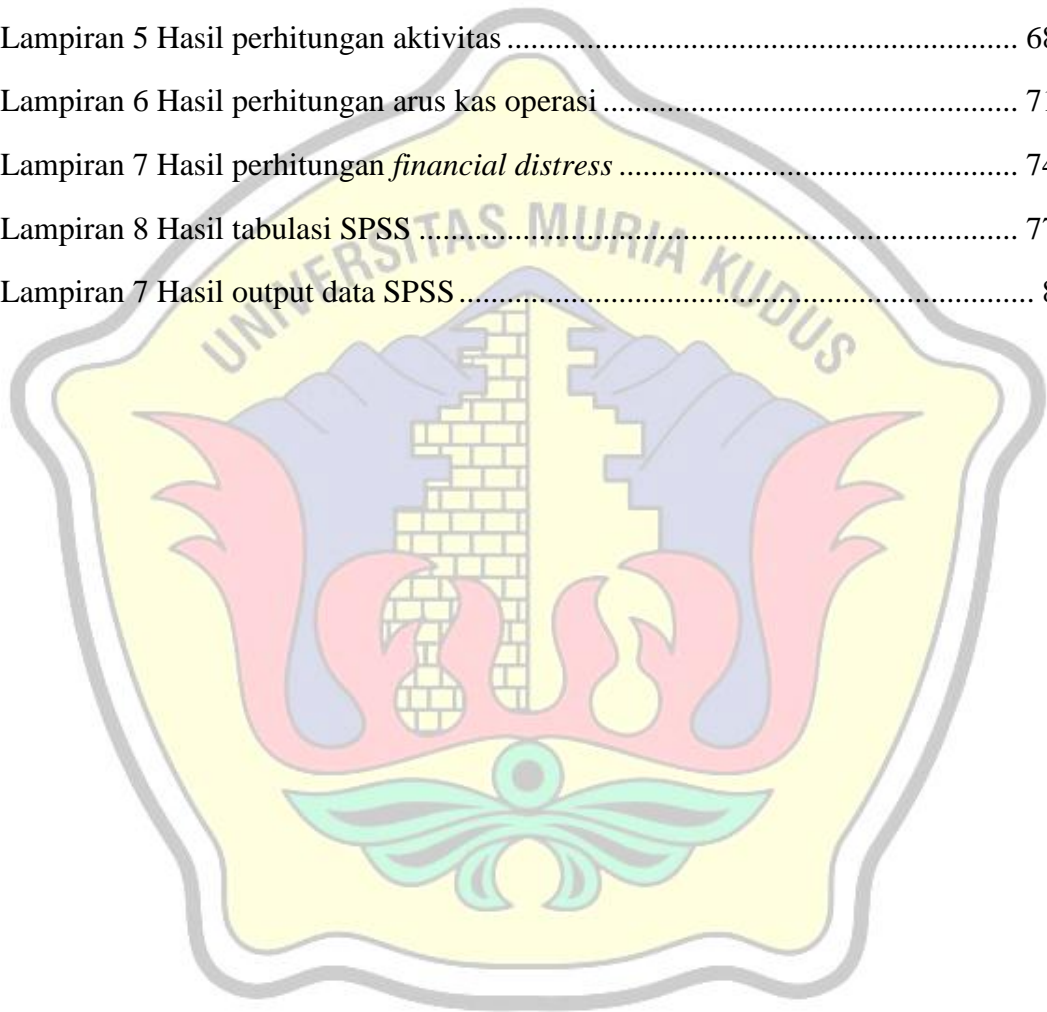 Lampiran 5 Hasil perhitungan aktivitas ................................................................ 68
Lampiran 6 Hasil perhitungan arus kas operasi .................................................... 71
Lampiran 7 Hasil perhitungan financial distress .................................................. 74
Lampiran 8 Hasil tabulasi SPSS ........................................................................... 77
Lampiran 7 Hasil output data SPSS ........................................................................ 8
UNIVERSITAS MURIA KUDUS